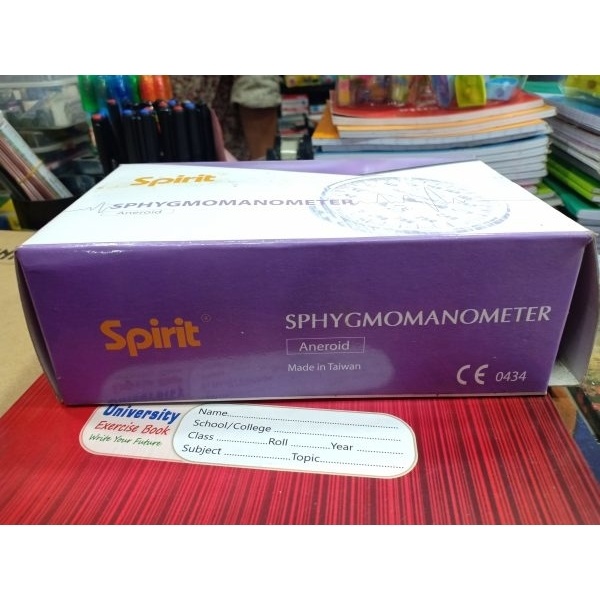 Spirit
SPHYGMOMANOMETER
Aneroid
Spirit®
SPHYGMOMANOMETER
Aneroid
Made in Taiwan
CE 0434
University
Exercise Book
Write Your Future
Name
School/College
Class Roll Year
Subject Topic